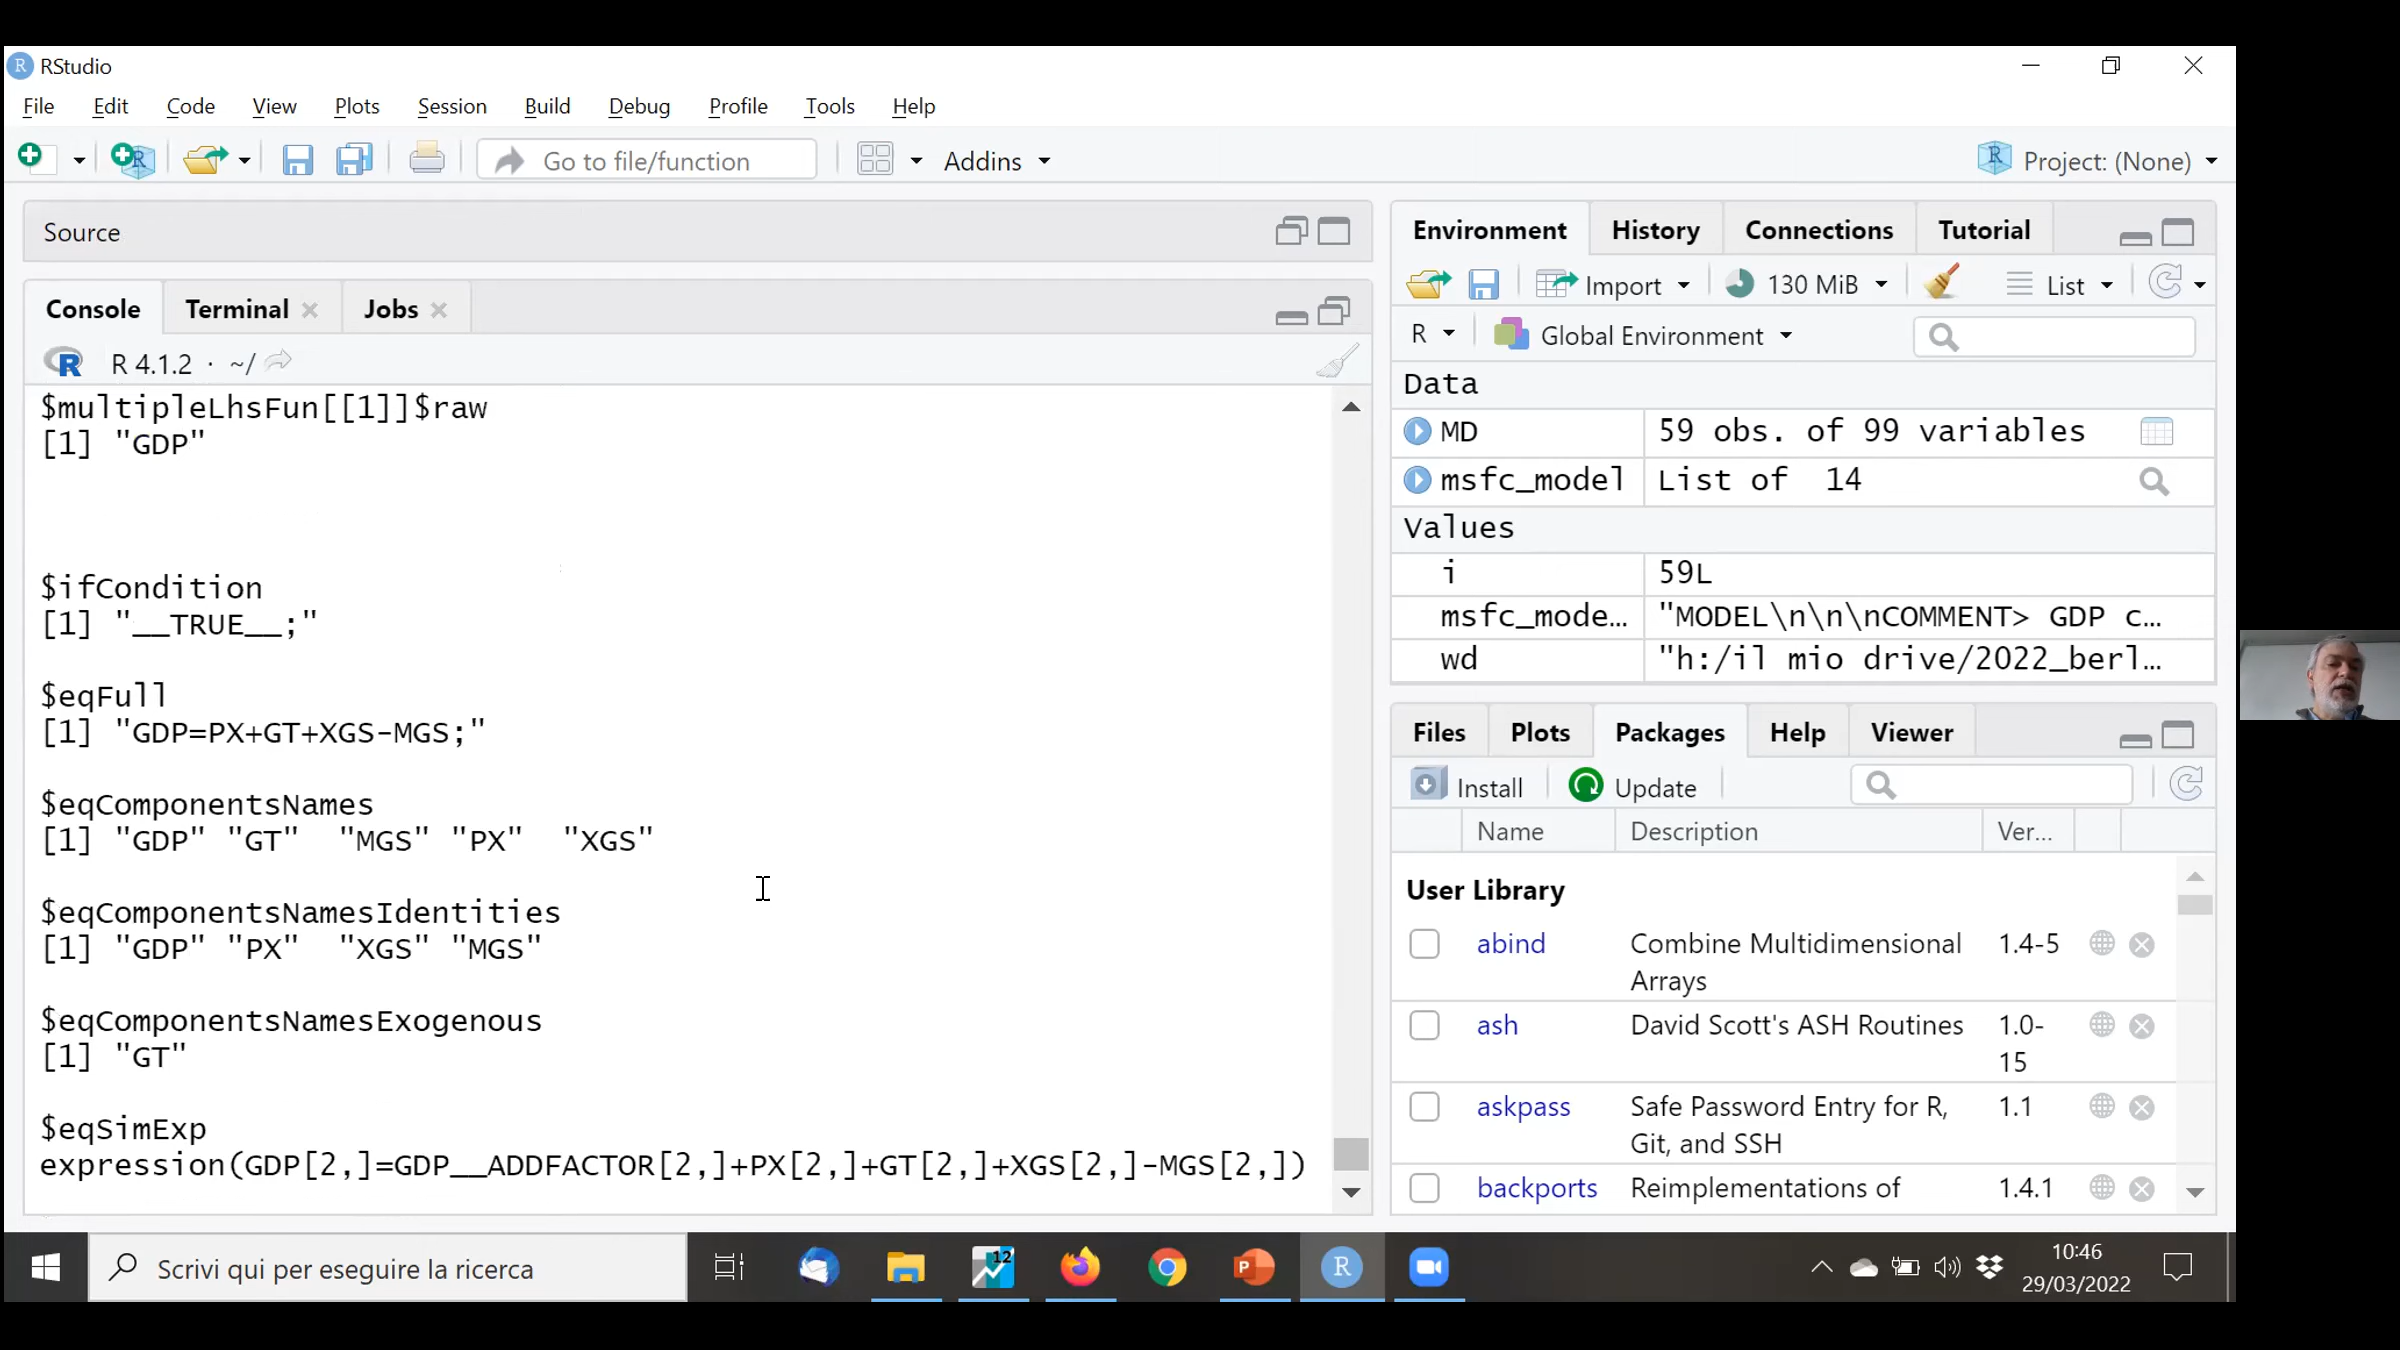 RStudio
File Edit Code View Plots Session Build Debug Profile Tools Help
Go to file/function
Addins
Project: (None)
Source
Console Terminal Jobs
R 4.1.2 · ~/
$multipleLhsFun[[1]]$raw
[1] "GDP"
$ifCondition
[1] "__TRUE__;"
$eqFull
[1] "GDP=PX+GT+XGS-MGS;"
$eqComponentsNames
[1] "GDP" "GT" "MGS" "PX" "XGS"
$eqComponentsNamesIdentities
[1] "GDP" "PX" "XGS" "MGS"
$eqComponentsNamesExogenous
[1] "GT"
$eqSimExp
expression(GDP[2,]=GDP__ADDFACTOR[2,]+PX[2,]+GT[2,]+XGS[2,]-MGS[2,])
Environment History Connections Tutorial
Import 130 MiB List
R Global Environment
Data
MD 59 obs. of 99 variables
msfc_model List of 14
Values
i 59L
msfc_mode… "MODEL\n\n\nCOMMENT> GDP c…
wd "h:/il mio drive/2022_berl…
Files Plots Packages Help Viewer
Install Update
Name Description Ver...
User Library
abind Combine Multidimensional 1.4-5
Arrays
ash David Scott's ASH Routines 1.0-
15
askpass Safe Password Entry for R, 1.1
Git, and SSH
backports Reimplementations of 1.4.1
Scrivi qui per eseguire la ricerca
12
10:46
29/03/2022